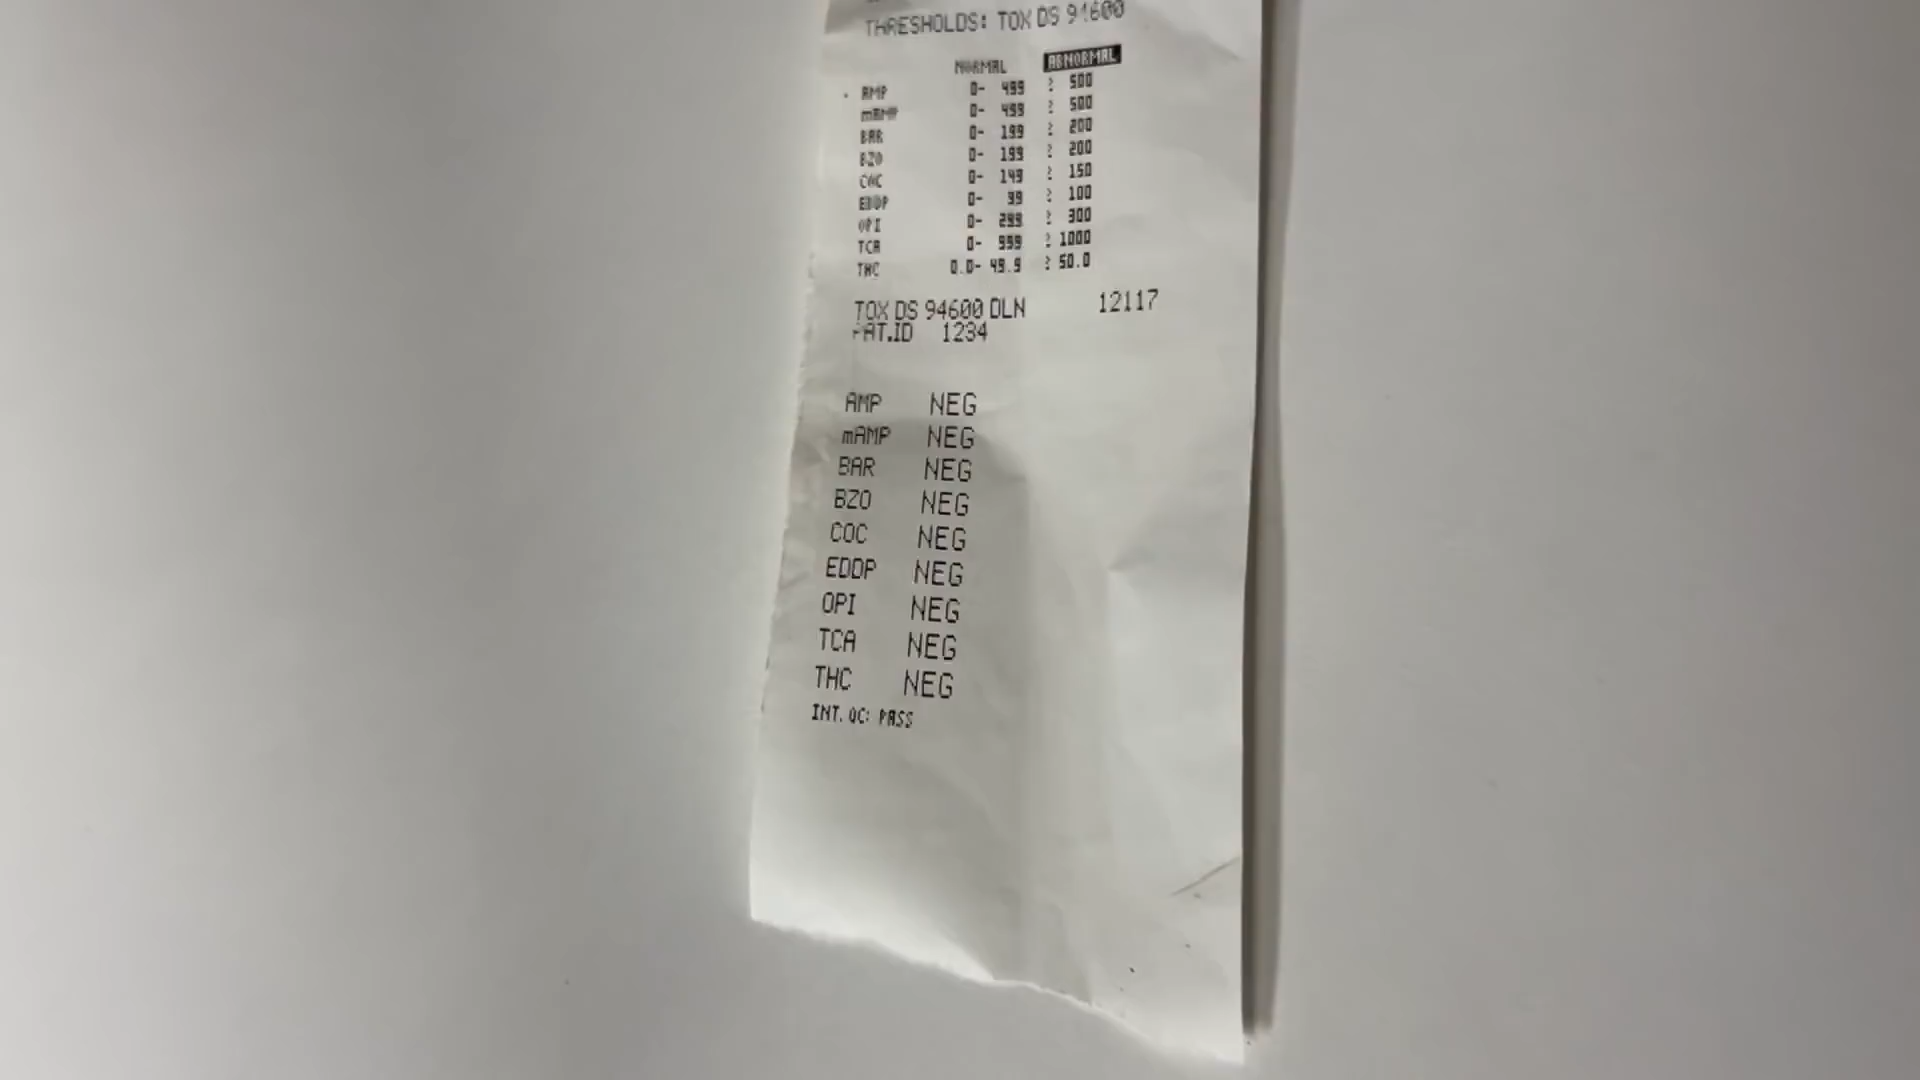 THRESHOLDS: TOX DS 94600
NORMAL ABNORMAL
AMP 0- 499 ≥ 500
mAMP 0- 499 ≥ 500
BAR 0- 199 ≥ 200
BZO 0- 199 ≥ 200
COC 0- 149 ≥ 150
EDDP 0- 99 ≥ 100
OPI 0- 299 ≥ 300
TCA 0- 999 ≥ 1000
THC 0.0- 49.9 ≥ 50.0
TOX DS 94600 DLN 12117
PAT.ID 1234
AMP NEG
mAMP NEG
BAR NEG
BZO NEG
COC NEG
EDDP NEG
OPI NEG
TCA NEG
THC NEG
INT. QC: PASS